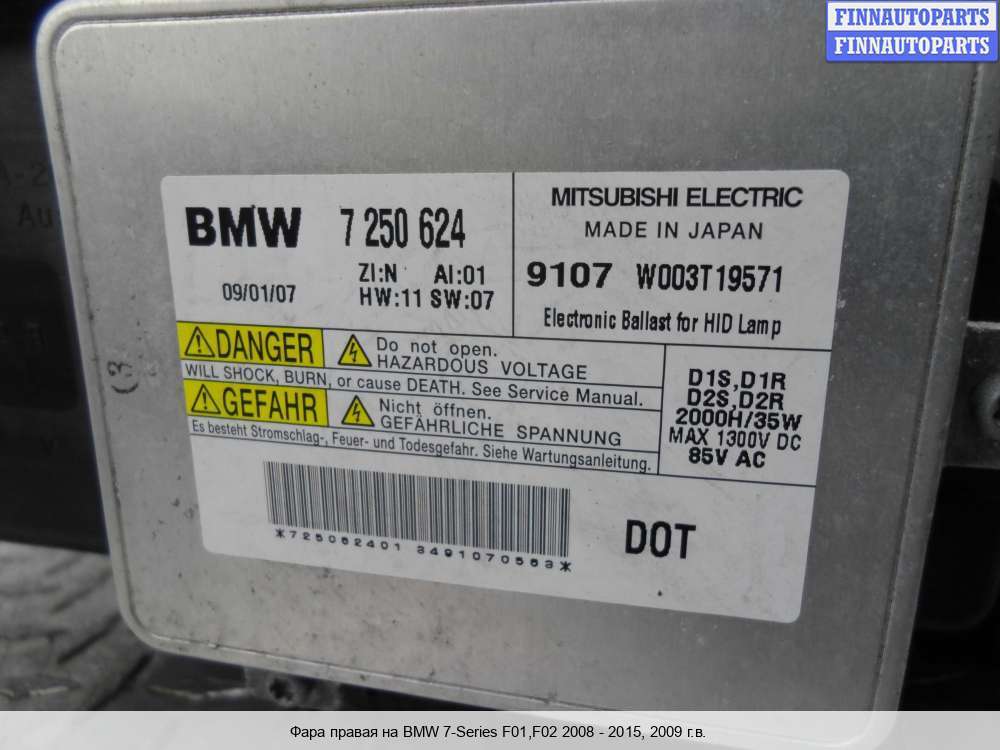 FINNAUTOPARTS
FINNAUTOPARTS
BMW 7 250 624
ZI:N AI:01
09/01/07 HW:11 SW:07
MITSUBISHI ELECTRIC
MADE IN JAPAN
9107 W003T19571
Electronic Ballast for HID Lamp
DANGER Do not open.
HAZARDOUS VOLTAGE
WILL SHOCK, BURN, or cause DEATH. See Service Manual.
GEFAHR Nicht öffnen.
GEFÄHRLICHE SPANNUNG
Es besteht Stromschlag-, Feuer- und Todesgefahr. Siehe Wartungsanleitung.
D1S,D1R
D2S,D2R
2000H/35W
MAX 1300V DC
85V AC
*725062401 3491070563*
DOT
(3
Au
Фара правая на BMW 7-Series F01,F02 2008 - 2015, 2009 г.в.